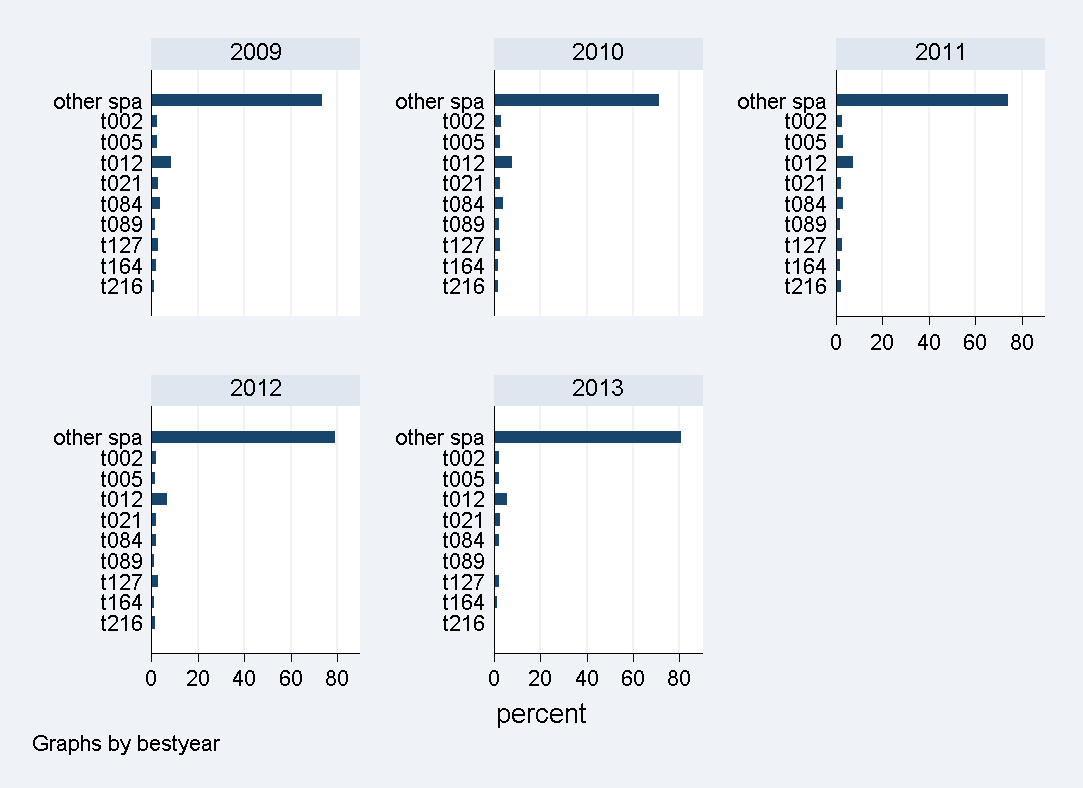 2009
other spa
t002
t005
t012
t021
t084
t089
t127
t164
t216
2010
other spa
t002
t005
t012
t021
t084
t089
t127
t164
t216
2011
other spa
t002
t005
t012
t021
t084
t089
t127
t164
t216
0 20 40 60 80
2012
other spa
t002
t005
t012
t021
t084
t089
t127
t164
t216
0 20 40 60 80
2013
other spa
t002
t005
t012
t021
t084
t089
t127
t164
t216
0 20 40 60 80
percent
Graphs by bestyear